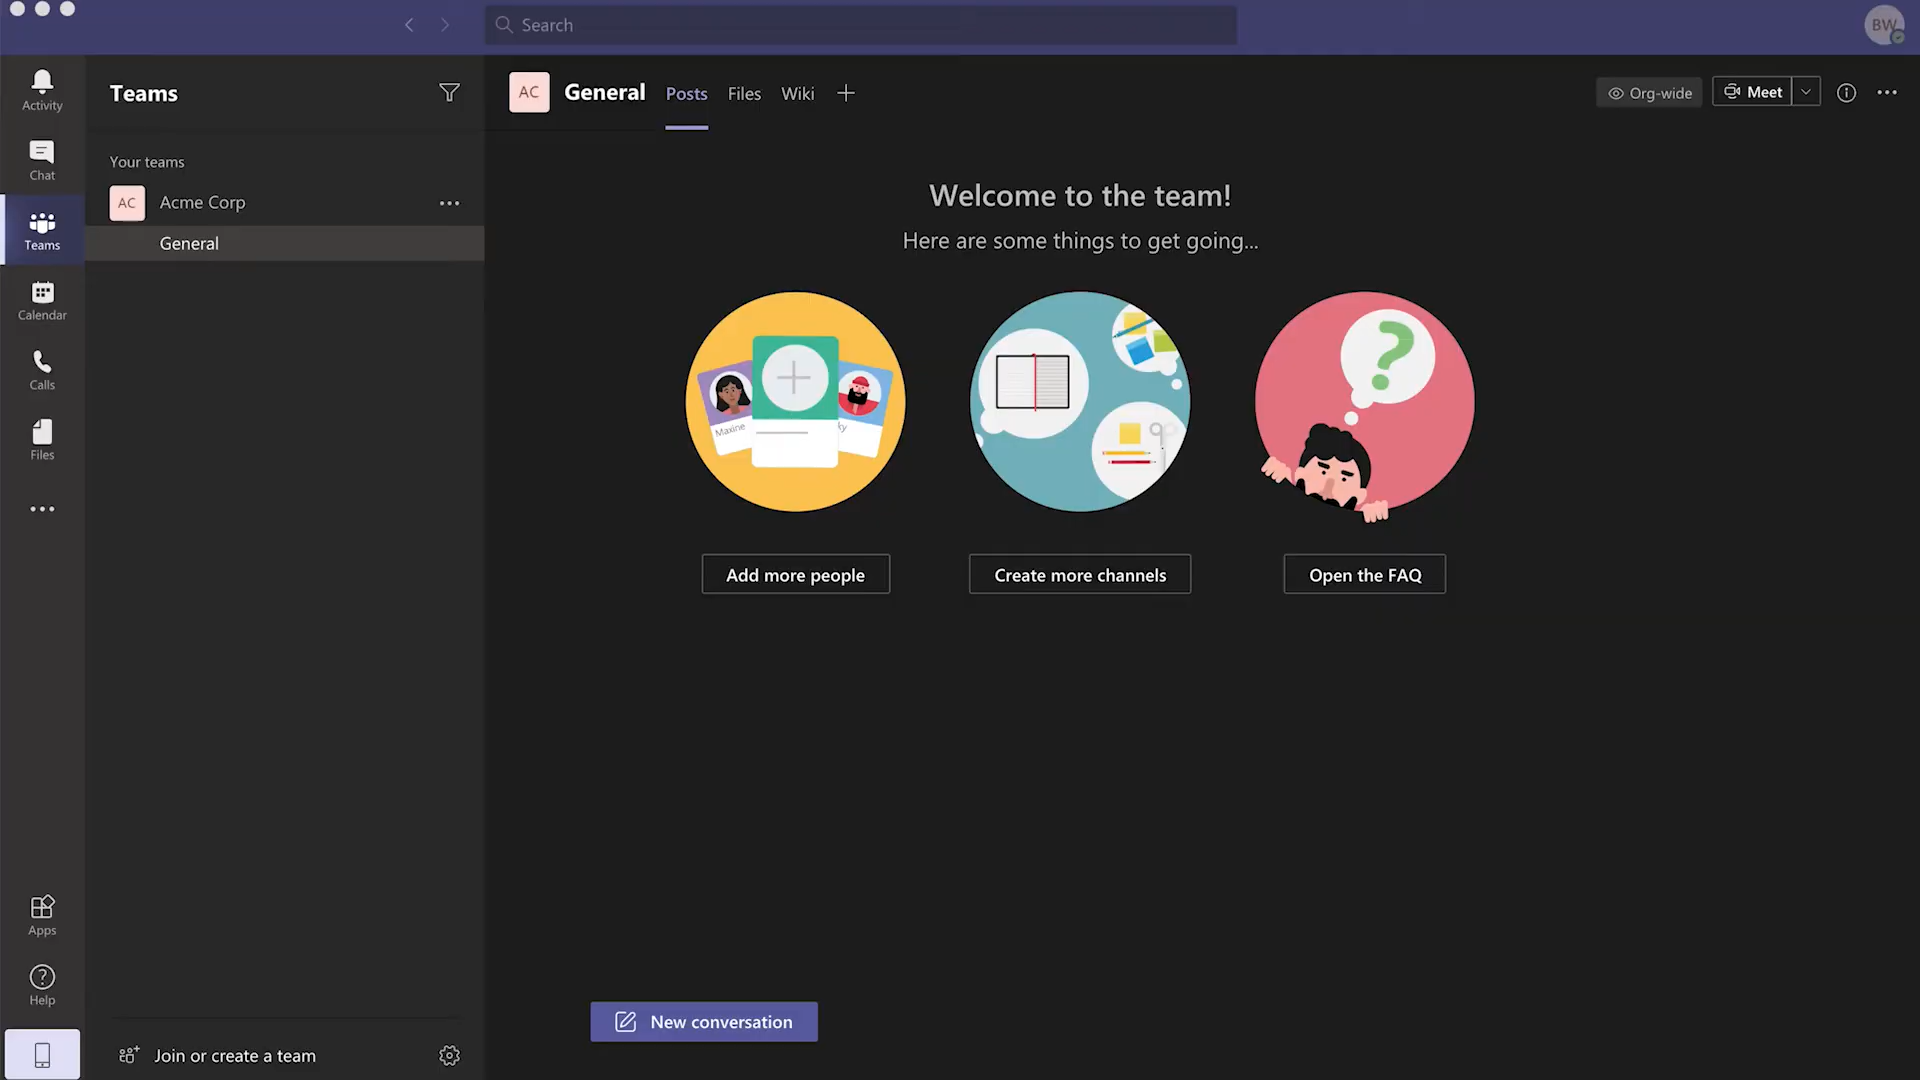 Search
BW
Activity
Chat
Teams
Calendar
Calls
Files
Apps
Help
Teams
Your teams
AC
Acme Corp
General
Join or create a team
AC
General
Posts
Files
Wiki
Org-wide
Meet
Welcome to the team!
Here are some things to get going...
Maxine
ky
Add more people
Create more channels
Open the FAQ
New conversation